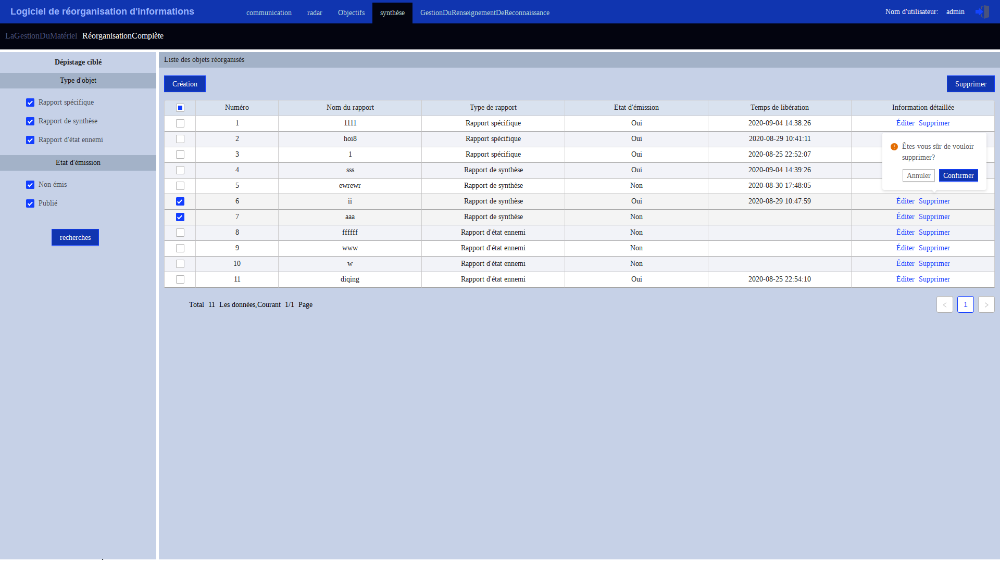 Logiciel de réorganisation d'informations
communication radar Objectifs synthèse GestionDuRenseignementDeReconnaissance
Nom d'utilisateur: admin
LaGestionDuMatériel RéorganisationComplète
Dépistage ciblé
Type d'objet
Rapport spécifique
Rapport de synthèse
Rapport d'état ennemi
Etat d'émission
Non émis
Publié
recherches
Liste des objets réorganisés
Création Supprimer
Numéro Nom du rapport Type de rapport Etat d'émission Temps de libération Information détaillée
1 1111 Rapport spécifique Oui 2020-09-04 14:38:26 Éditer Supprimer
2 hoi8 Rapport spécifique Oui 2020-08-29 10:41:11
3 1 Rapport spécifique Oui 2020-08-25 22:52:07
4 sss Rapport de synthèse Oui 2020-09-04 14:39:26
5 ewrewr Rapport de synthèse Non 2020-08-30 17:48:05
Êtes-vous sûr de vouloir
supprimer?
Annuler Confirmer
6 ii Rapport de synthèse Oui 2020-08-29 10:47:59 Éditer Supprimer
7 aaa Rapport de synthèse Non Éditer Supprimer
8 ffffff Rapport d'état ennemi Non Éditer Supprimer
9 www Rapport d'état ennemi Non Éditer Supprimer
10 w Rapport d'état ennemi Non Éditer Supprimer
11 diqing Rapport d'état ennemi Oui 2020-08-25 22:54:10 Éditer Supprimer
Total 11 Les données,Courant 1/1 Page
< 1 >